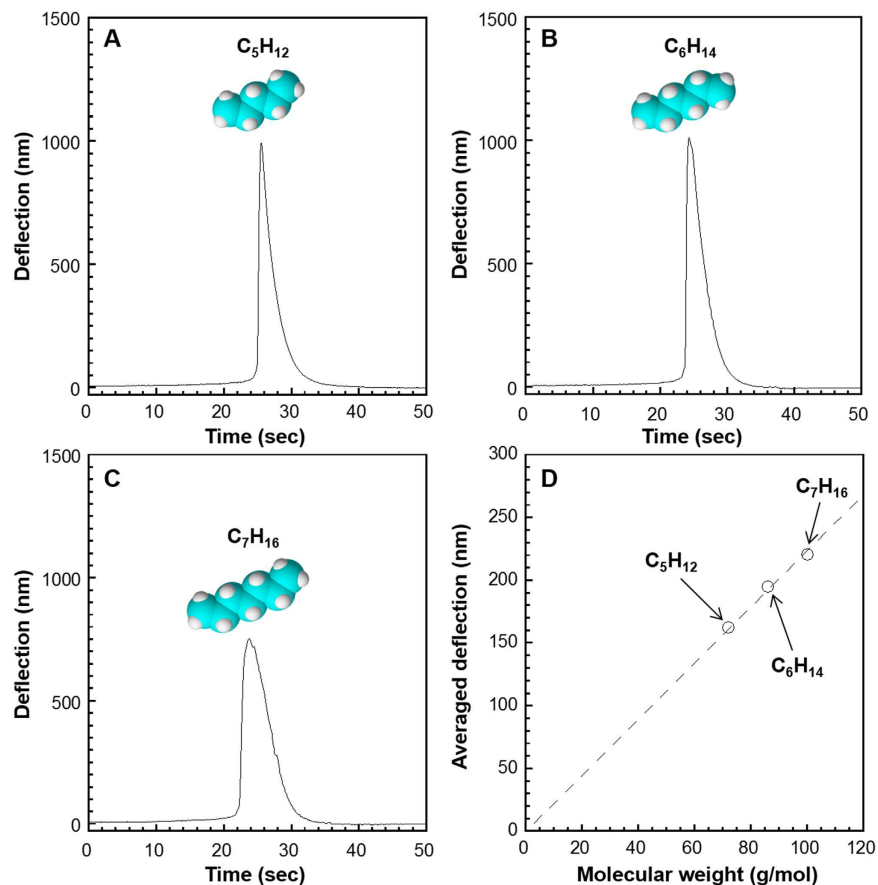 A
C₅H₁₂
1500
1000
500
0
Deflection (nm)
0 10 20 30 40 50
Time (sec)
B
C₆H₁₄
1500
1000
500
0
Deflection (nm)
0 10 20 30 40 50
Time (sec)
C
C₇H₁₆
1500
1000
500
0
Deflection (nm)
0 10 20 30 40 50
Time (sec)
D
C₇H₁₆
C₅H₁₂
C₆H₁₄
300
250
200
150
100
50
0
Averaged deflection (nm)
0 20 40 60 80 100 120
Molecular weight (g/mol)